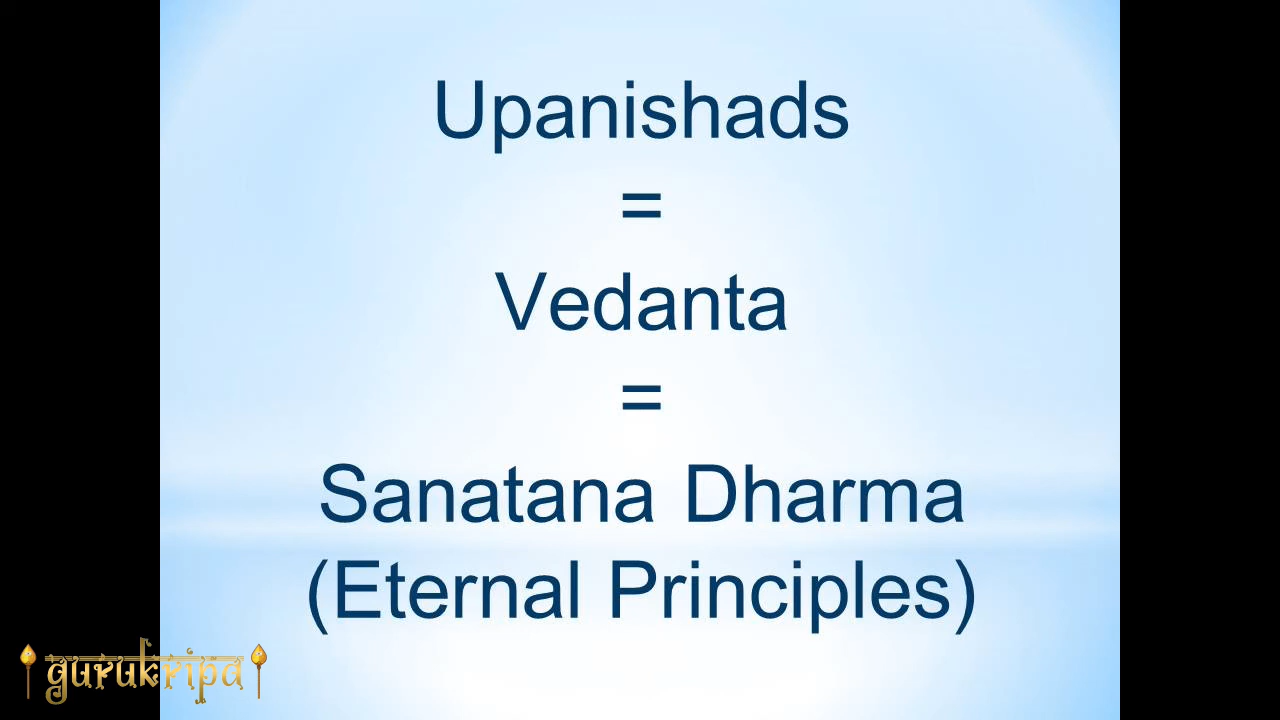 Upanishads
=
Vedanta
=
Sanatana Dharma
(Eternal Principles)
gurukripa